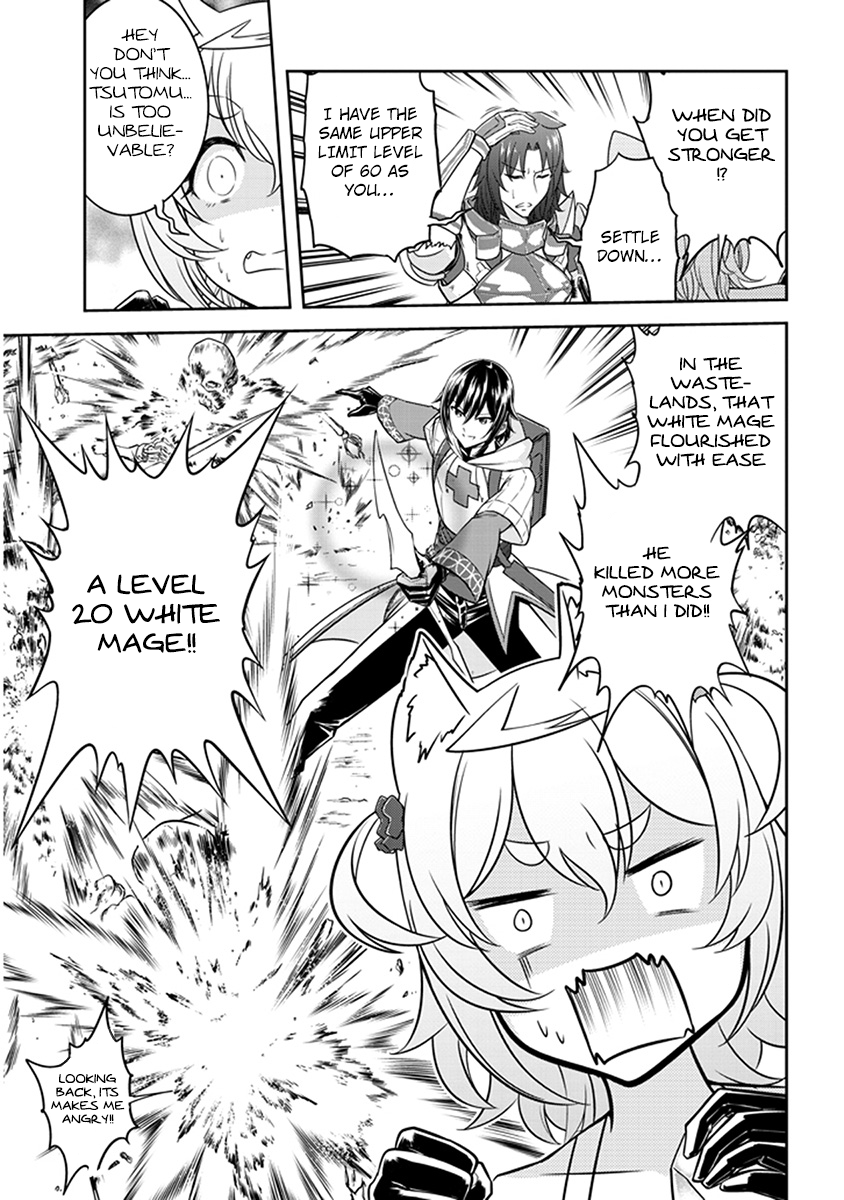 WHEN DID
YOU GET
STRONGER
!?
SETTLE
DOWN...
I HAVE THE
SAME UPPER
LIMIT LEVEL
OF 60 AS
YOU...
HEY
DON'T
YOU THINK...
TSUTOMU...
IS TOO
UNBELIE-
VABLE?
IN THE
WASTE-
LANDS, THAT
WHITE MAGE
FLOURISHED
WITH EASE
HE
KILLED MORE
MONSTERS
THAN I DID!!
A LEVEL
20 WHITE
MAGE!!
LOOKING
BACK, ITS
MAKES ME
ANGRY!!